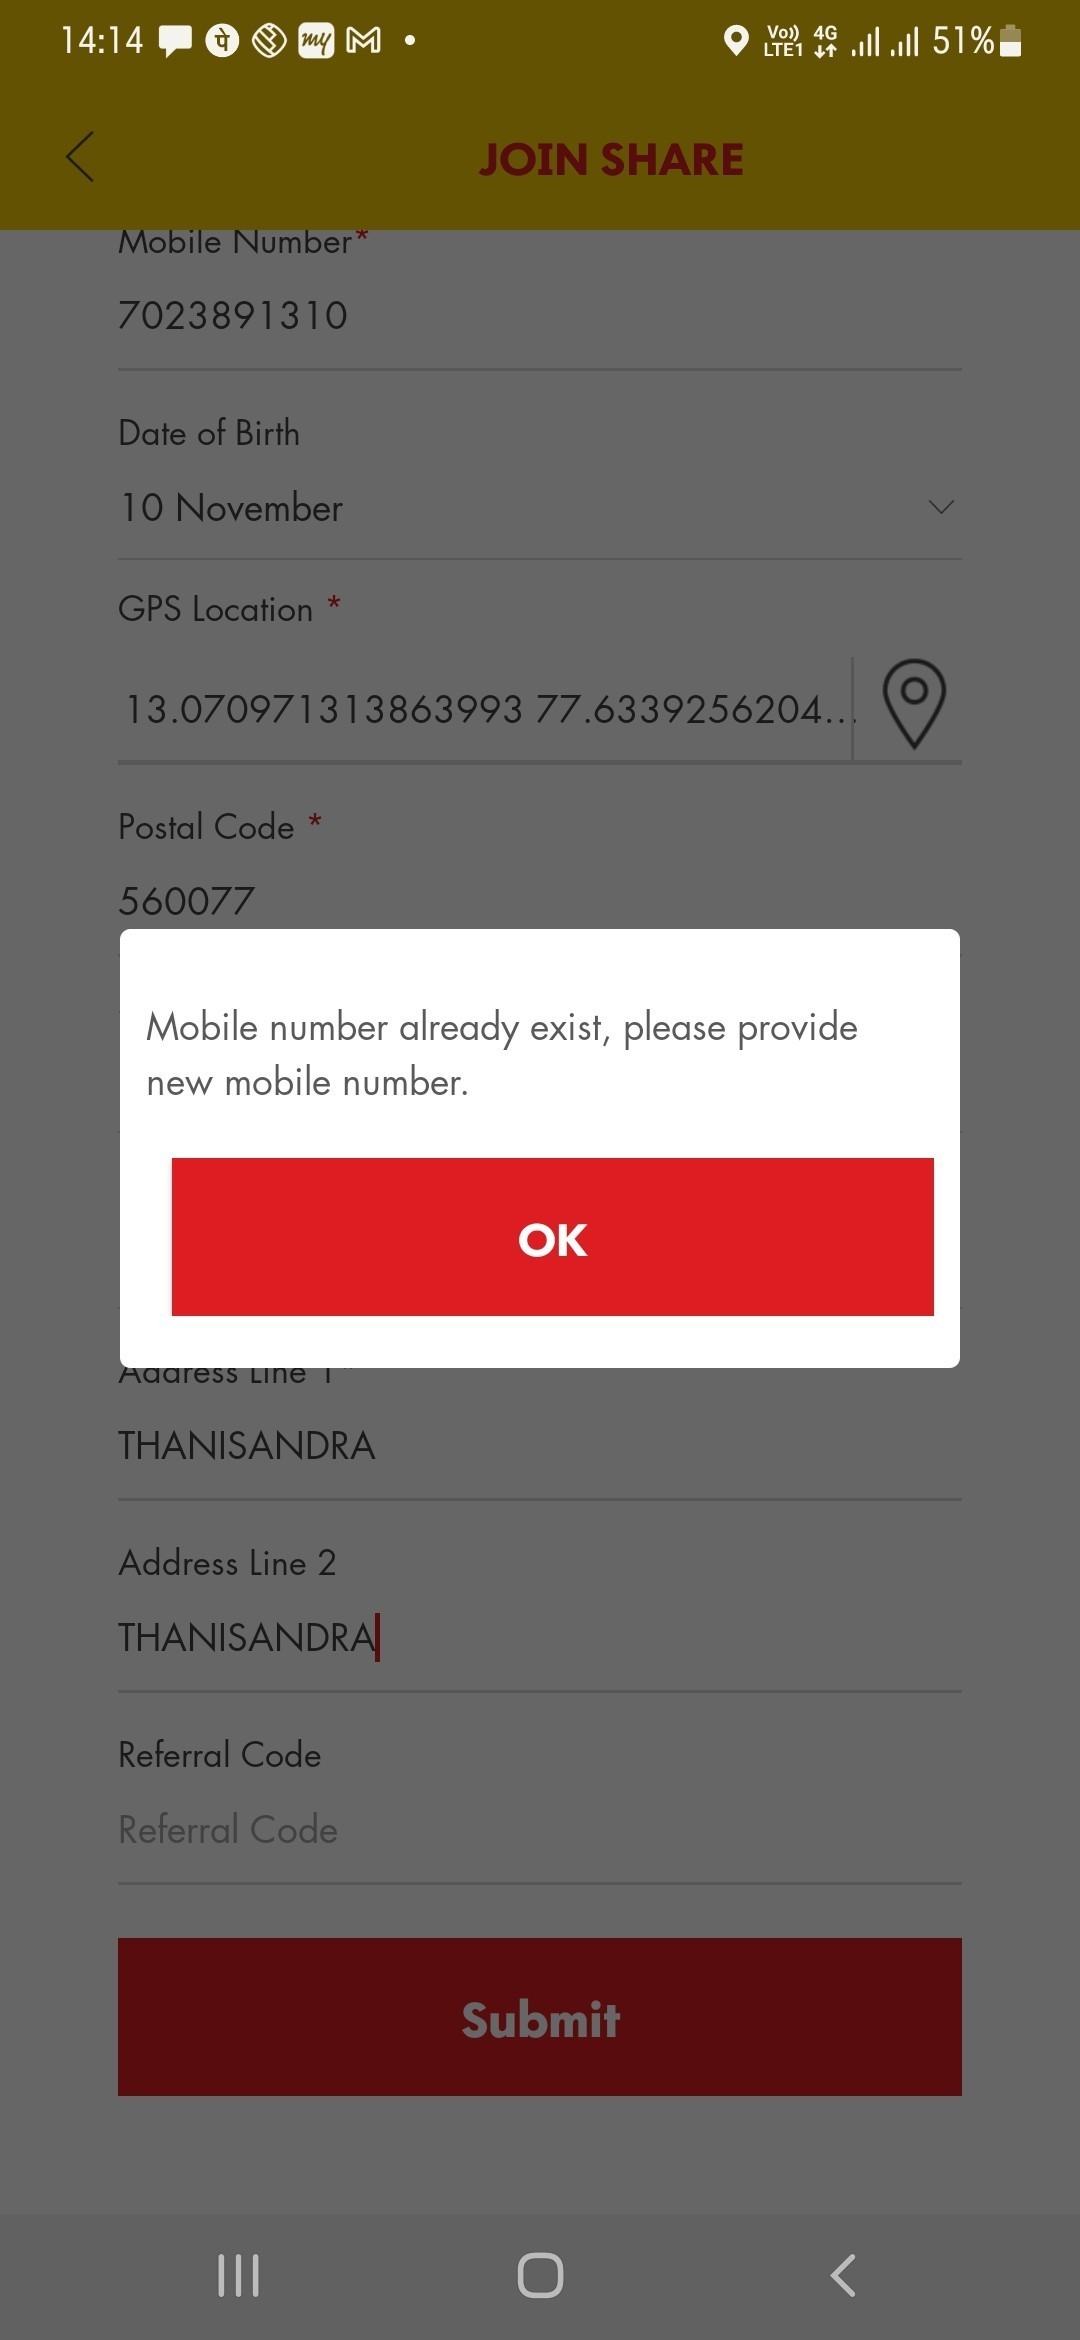 14:14 पे my Vo)) LTE1 4G 51%
JOIN SHARE
Mobile Number*
7023891310
Date of Birth
10 November
GPS Location *
13.070971313863993 77.6339256204...
Postal Code *
560077
Mobile number already exist, please provide
new mobile number.
OK
Address Line 1*
THANISANDRA
Address Line 2
THANISANDRA
Referral Code
Referral Code
Submit